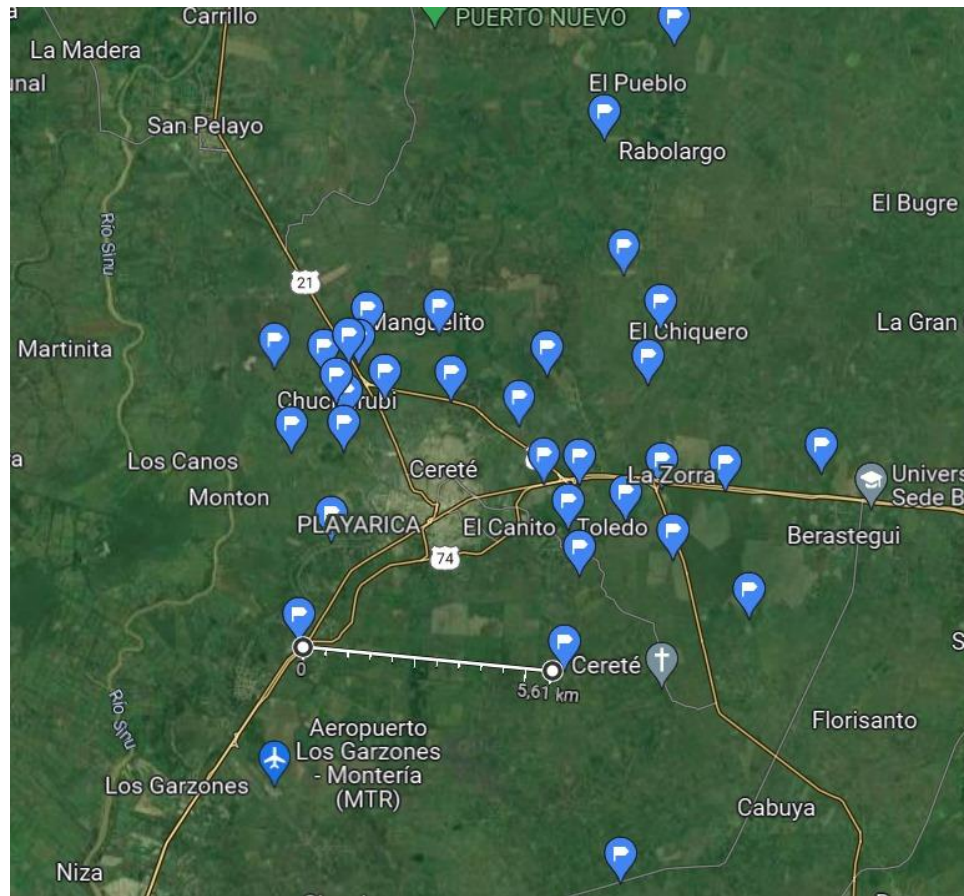 Carrillo
PUERTO NUEVO
La Madera
unal
El Pueblo
San Pelayo
Rabolargo
El Bugre
Río Sinú
21
Manguelito
El Chiquero
La Gran
Martinita
Chuchurubi
a
Los Canos
Cereté
La Zorra
Univers
Sede B
Monton
PLAYARICA
El Canito
Toledo
Berastegui
74
0
5,61 km
Cereté
S
Río Sinú
Florisanto
Aeropuerto
Los Garzones
- Montería
(MTR)
Los Garzones
Cabuya
Niza